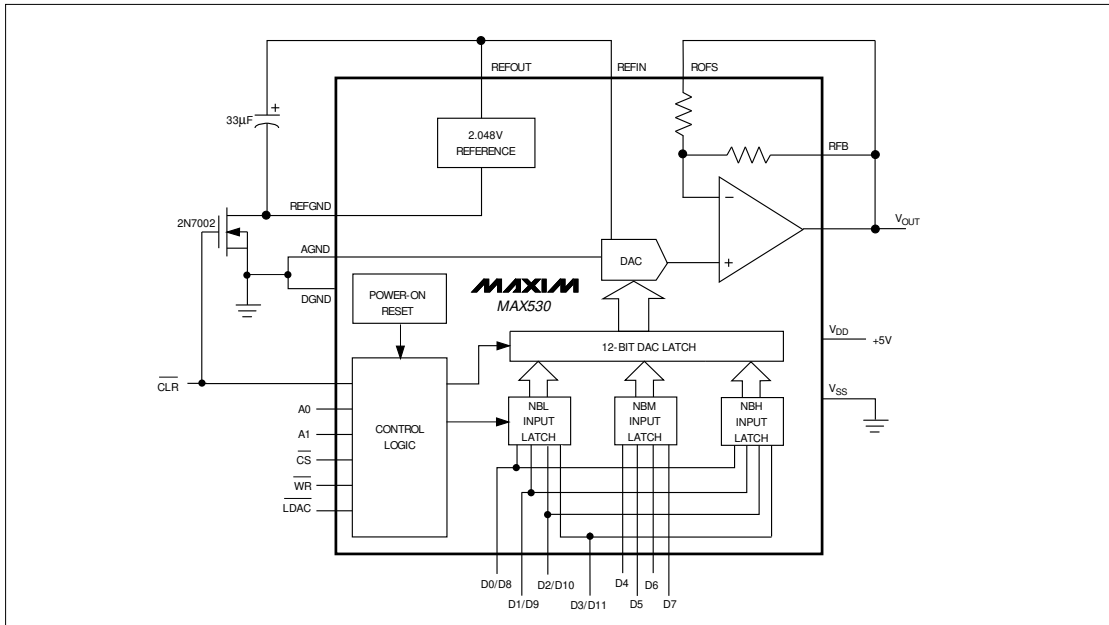 REFOUT
REFIN
ROFS
33µF
+
2.048V
REFERENCE
RFB
REFGND
2N7002
−
VOUT
AGND
DAC
+
DGND
POWER-ON
RESET
MAXIM
MAX530
VDD
+5V
12-BIT DAC LATCH
CLR
VSS
A0
A1
CS
WR
LDAC
CONTROL
LOGIC
NBL
INPUT
LATCH
NBM
INPUT
LATCH
NBH
INPUT
LATCH
D0/D8
D1/D9
D2/D10
D3/D11
D4
D5
D6
D7